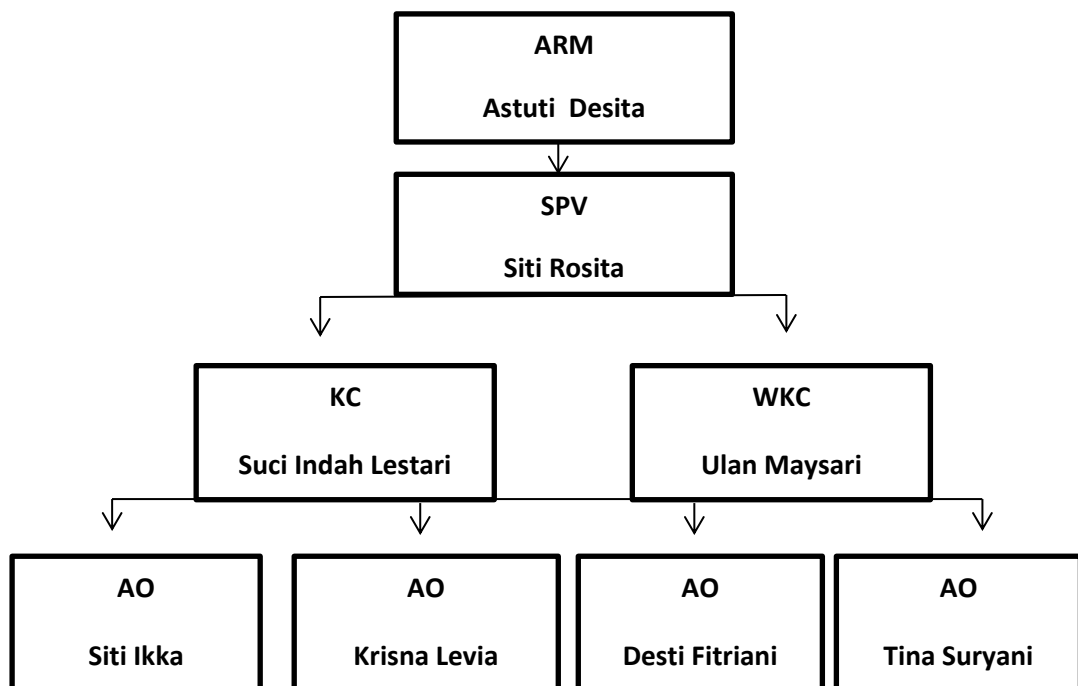 ARM
Astuti  Desita
SPV
Siti Rosita
KC
Suci Indah Lestari
WKC
Ulan Maysari
AO
Siti Ikka
AO
Krisna Levia
AO
Desti Fitriani
AO
Tina Suryani